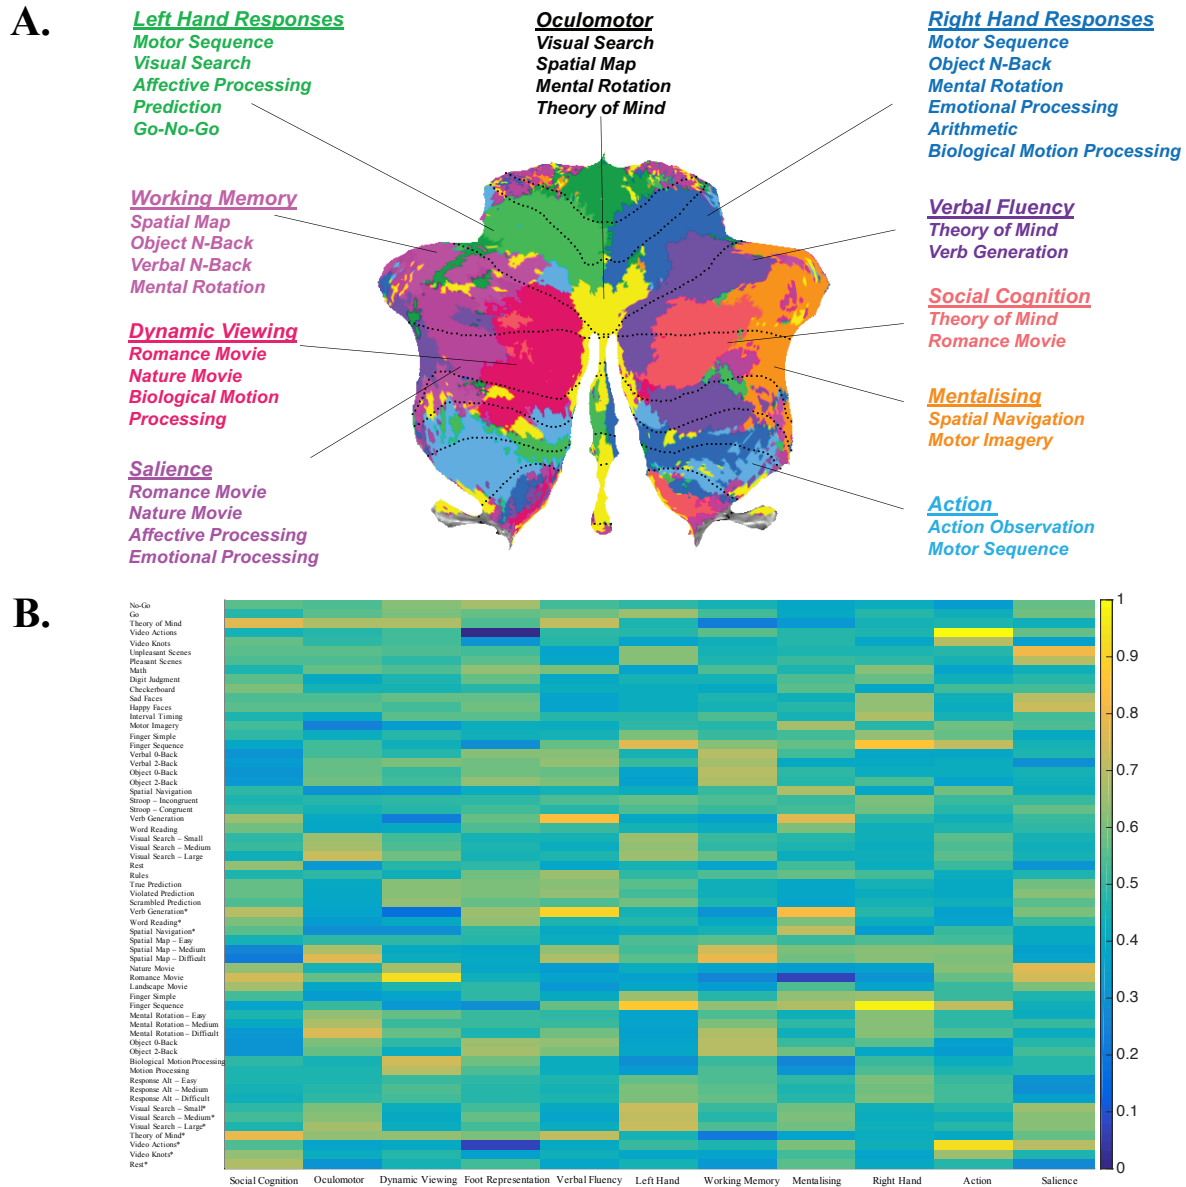 A.
Left Hand Responses
Motor Sequence
Visual Search
Affective Processing
Prediction
Go-No-Go
Oculomotor
Visual Search
Spatial Map
Mental Rotation
Theory of Mind
Right Hand Responses
Motor Sequence
Object N-Back
Mental Rotation
Emotional Processing
Arithmetic
Biological Motion Processing
Working Memory
Spatial Map
Object N-Back
Verbal N-Back
Mental Rotation
Verbal Fluency
Theory of Mind
Verb Generation
Social Cognition
Theory of Mind
Romance Movie
Dynamic Viewing
Romance Movie
Nature Movie
Biological Motion
Processing
Mentalising
Spatial Navigation
Motor Imagery
Salience
Romance Movie
Nature Movie
Affective Processing
Emotional Processing
Action
Action Observation
Motor Sequence
B.
No-Go
Go
Theory of Mind
Video Actions
Video Knots
Unpleasant Scenes
Pleasant Scenes
Math
Digit Judgment
Checkerboard
Sad Faces
Happy Faces
Interval Timing
Motor Imagery
Finger Simple
Finger Sequence
Verbal 0-Back
Verbal 2-Back
Object 0-Back
Object 2-Back
Spatial Navigation
Stroop – Incongruent
Stroop – Congruent
Verb Generation
Word Reading
Visual Search – Small
Visual Search – Medium
Visual Search – Large
Rest
Rules
True Prediction
Violated Prediction
Scrambled Prediction
Verb Generation*
Word Reading*
Spatial Navigation*
Spatial Map – Easy
Spatial Map – Medium
Spatial Map – Difficult
Nature Movie
Romance Movie
Landscape Movie
Finger Simple
Finger Sequence
Mental Rotation – Easy
Mental Rotation – Medium
Mental Rotation – Difficult
Object 0-Back
Object 2-Back
Biological Motion Processing
Motion Processing
Response Alt – Easy
Response Alt – Medium
Response Alt – Difficult
Visual Search – Small*
Visual Search – Medium*
Visual Search – Large*
Theory of Mind*
Video Actions*
Video Knots*
Rest*
Social Cognition Oculomotor Dynamic Viewing Foot Representation Verbal Fluency Left Hand Working Memory Mentalising Right Hand Action Salience
1
0.9
0.8
0.7
0.6
0.5
0.4
0.3
0.2
0.1
0